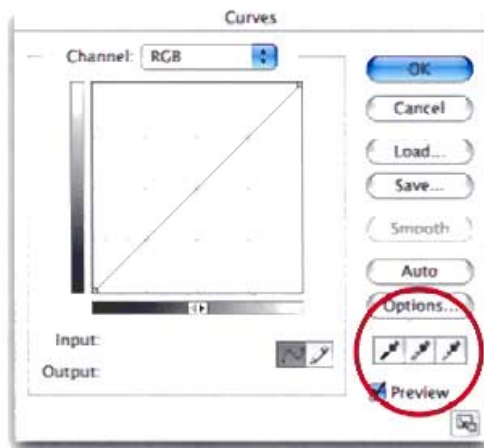 Curves
Channel: RGB
OK
Cancel
Load...
Save...
Smooth
Auto
Options...
Input:
Output:
Preview